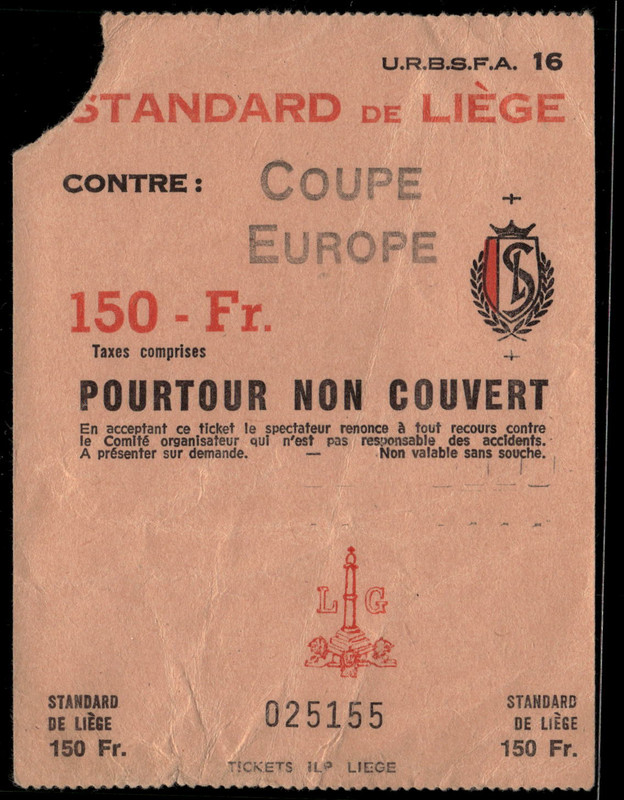 U.R.B.S.F.A. 16
STANDARD DE LIÈGE
CONTRE : COUPE
EUROPE
150 - Fr.
Taxes comprises
POURTOUR NON COUVERT
En acceptant ce ticket le spectateur renonce à tout recours contre
le Comité organisateur qui n'est pas responsable des accidents.
A présenter sur demande. — Non valable sans souche.
L G
025155
STANDARD
DE LIÈGE
150 Fr.
STANDARD
DE LIÈGE
150 Fr.
TICKETS ILP LIEGE